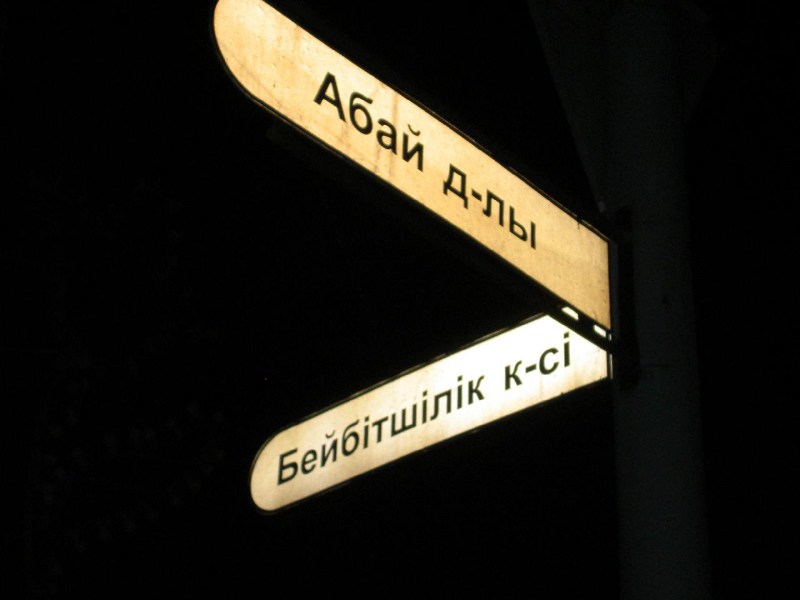 Абай д-лы
Бейбітшілік к-сі